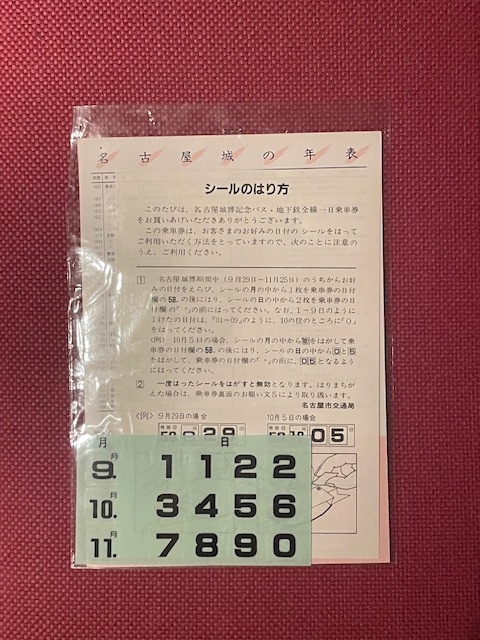 名古屋城の年表
シールのはり方
このたびは、名古屋城博記念バス・地下鉄全線一日乗車券
をお買いあげいただきありがとうございます。
この乗車券は、お客さまのお好みの日付のシールをはって
ご利用いただく方法をとっていますので、次のことに注意のう
え、ご利用ください。
1 名古屋城博期間中(9月29日~11月25日)のうちからお好
みの日付をえらび、シールの月の中から1枚を乗車券の日付
欄の59.の後にはり、シールの日の中から2枚を乗車券の日
付欄の「 」の前にはってください。なお、1~9日のように
1けたの日付は、「01~09」のように、10の位のところに「0」
をはってください。
〈例〉10月5日の場合、シールの月の中から10をはがして乗
車券の日付欄の59.の後にはり、シールの日の中から0と5
をはがして、乗車券の日付欄の「 」の前に、05となるよう
にはってください。
2 一度はったシールをはがすと無効となります。はりまちが
えた場合は、乗車券裏面のお願い文5により取り扱います。
名古屋市交通局
〈例〉9月29日の場合 10月5日の場合
発売日 29 発売日 05
月 日
9.月 1 1 2 2
10.月 3 4 5 6
11.月 7 8 9 0